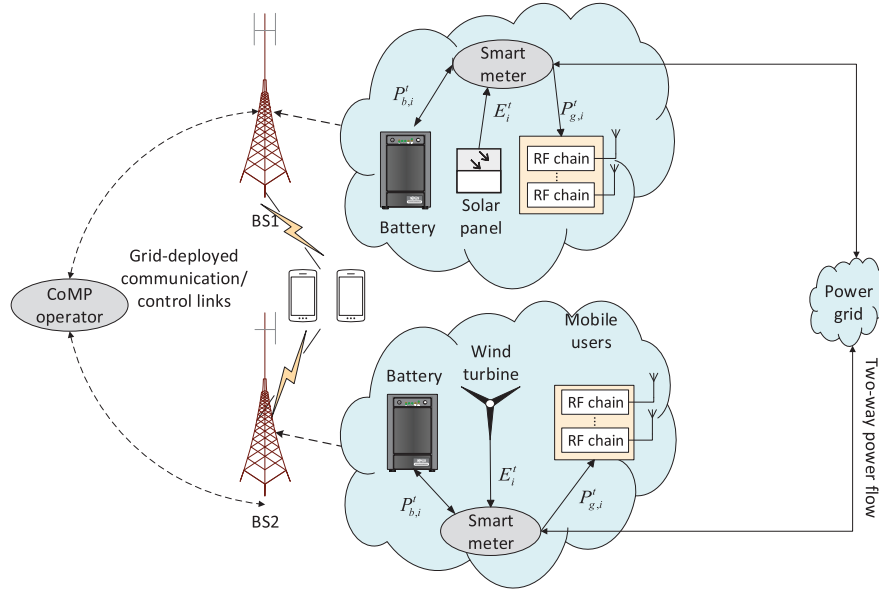 Smart
meter
P^t_{b,i}
E^t_i
P^t_{g,i}
RF chain
RF chain
Battery
Solar
panel
BS1
Grid-deployed
communication/
control links
CoMP
operator
Power
grid
Two-way power flow
Mobile
users
Wind
turbine
Battery
RF chain
RF chain
E^t_i
P^t_{b,i}
P^t_{g,i}
Smart
meter
BS2